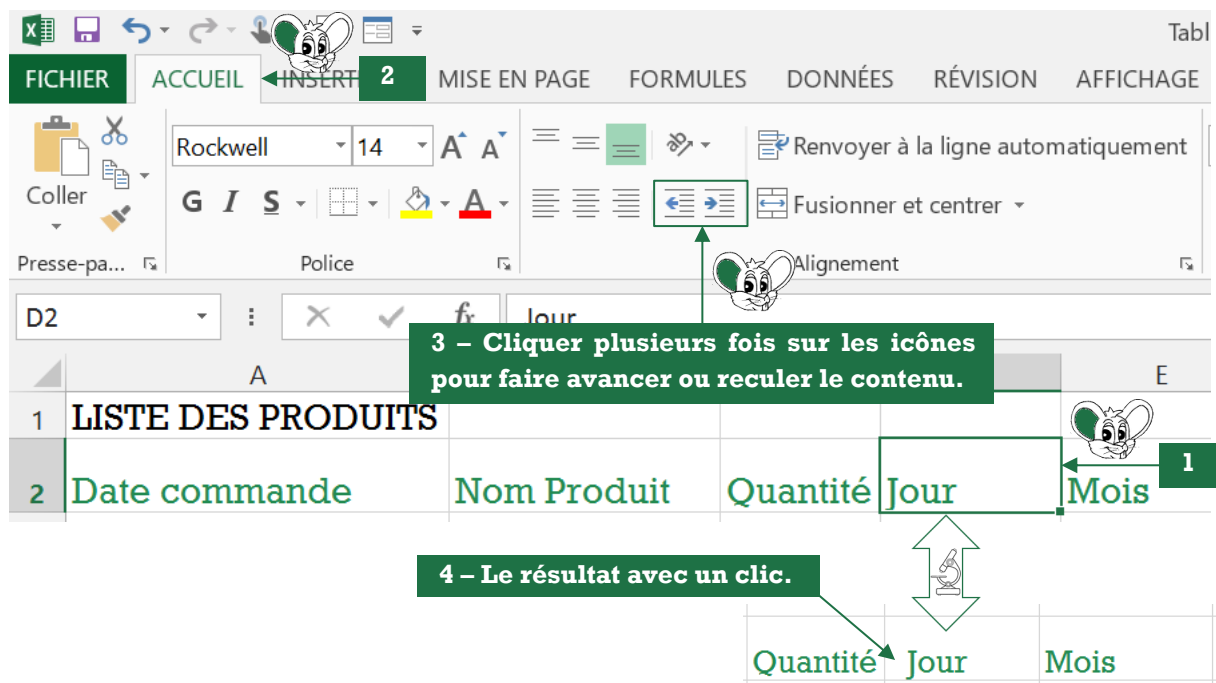 Tabl
FICHIER ACCUEIL INSERTI 2 MISE EN PAGE FORMULES DONNÉES RÉVISION AFFICHAGE
Rockwell 14 A A Renvoyer à la ligne automatiquement
Coller G I S A Fusionner et centrer
Presse-pa... Police Alignement
D2 fx Jour
3 – Cliquer plusieurs fois sur les icônes
pour faire avancer ou reculer le contenu.
A E
1 LISTE DES PRODUITS
1
2 Date commande Nom Produit Quantité Jour Mois
4 – Le résultat avec un clic.
Quantité Jour Mois